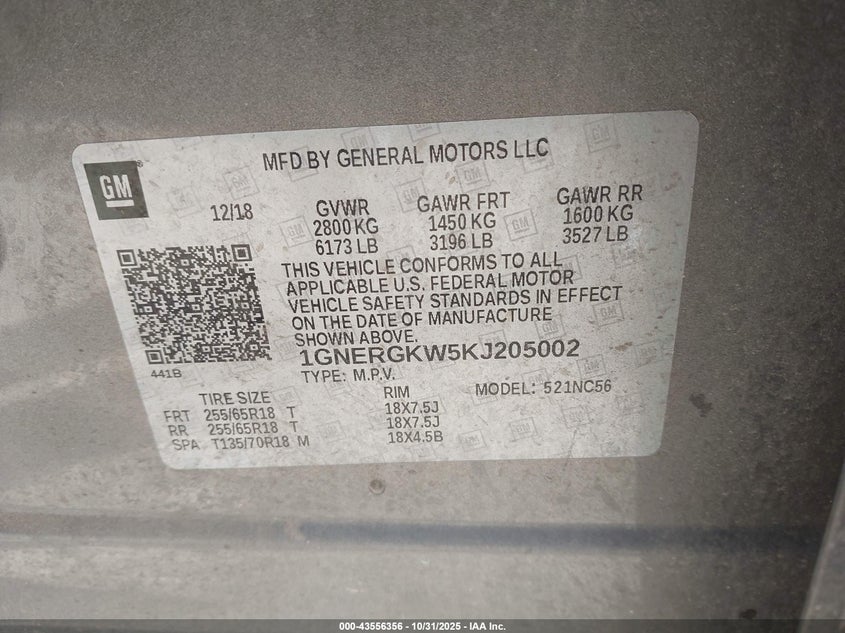 MFD BY GENERAL MOTORS LLC
GM
12/18
GVWR
2800 KG
6173 LB
GAWR FRT
1450 KG
3196 LB
GAWR RR
1600 KG
3527 LB
THIS VEHICLE CONFORMS TO ALL
APPLICABLE U.S. FEDERAL MOTOR
VEHICLE SAFETY STANDARDS IN EFFECT
ON THE DATE OF MANUFACTURE
SHOWN ABOVE.
1GNERGKW5KJ205002
441B
TYPE: M.P.V.
MODEL: 521NC56
TIRE SIZE
RIM
FRT 255/65R18 T 18X7.5J
RR 255/65R18 T 18X7.5J
SPA T135/70R18 M 18X4.5B
000-43556356 - 10/31/2025 - IAA Inc.